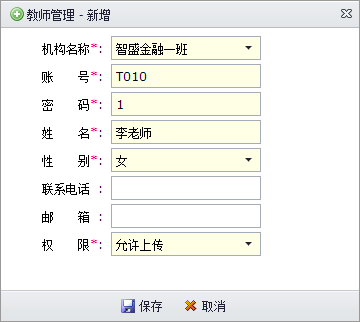 教师管理 - 新增
机构名称*: 智盛金融一班
账 号*: T010
密 码*: 1
姓 名*: 李老师
性 别*: 女
联系电话 :
邮 箱 :
权 限*: 允许上传
保存 取消